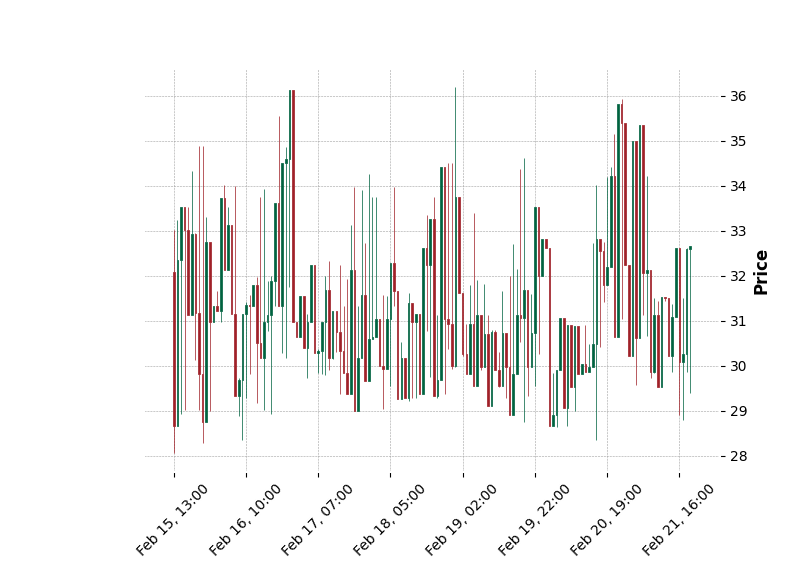 36
35
34
33
32
31
30
29
28
Price
Feb 15, 13:00
Feb 16, 10:00
Feb 17, 07:00
Feb 18, 05:00
Feb 19, 02:00
Feb 19, 22:00
Feb 20, 19:00
Feb 21, 16:00